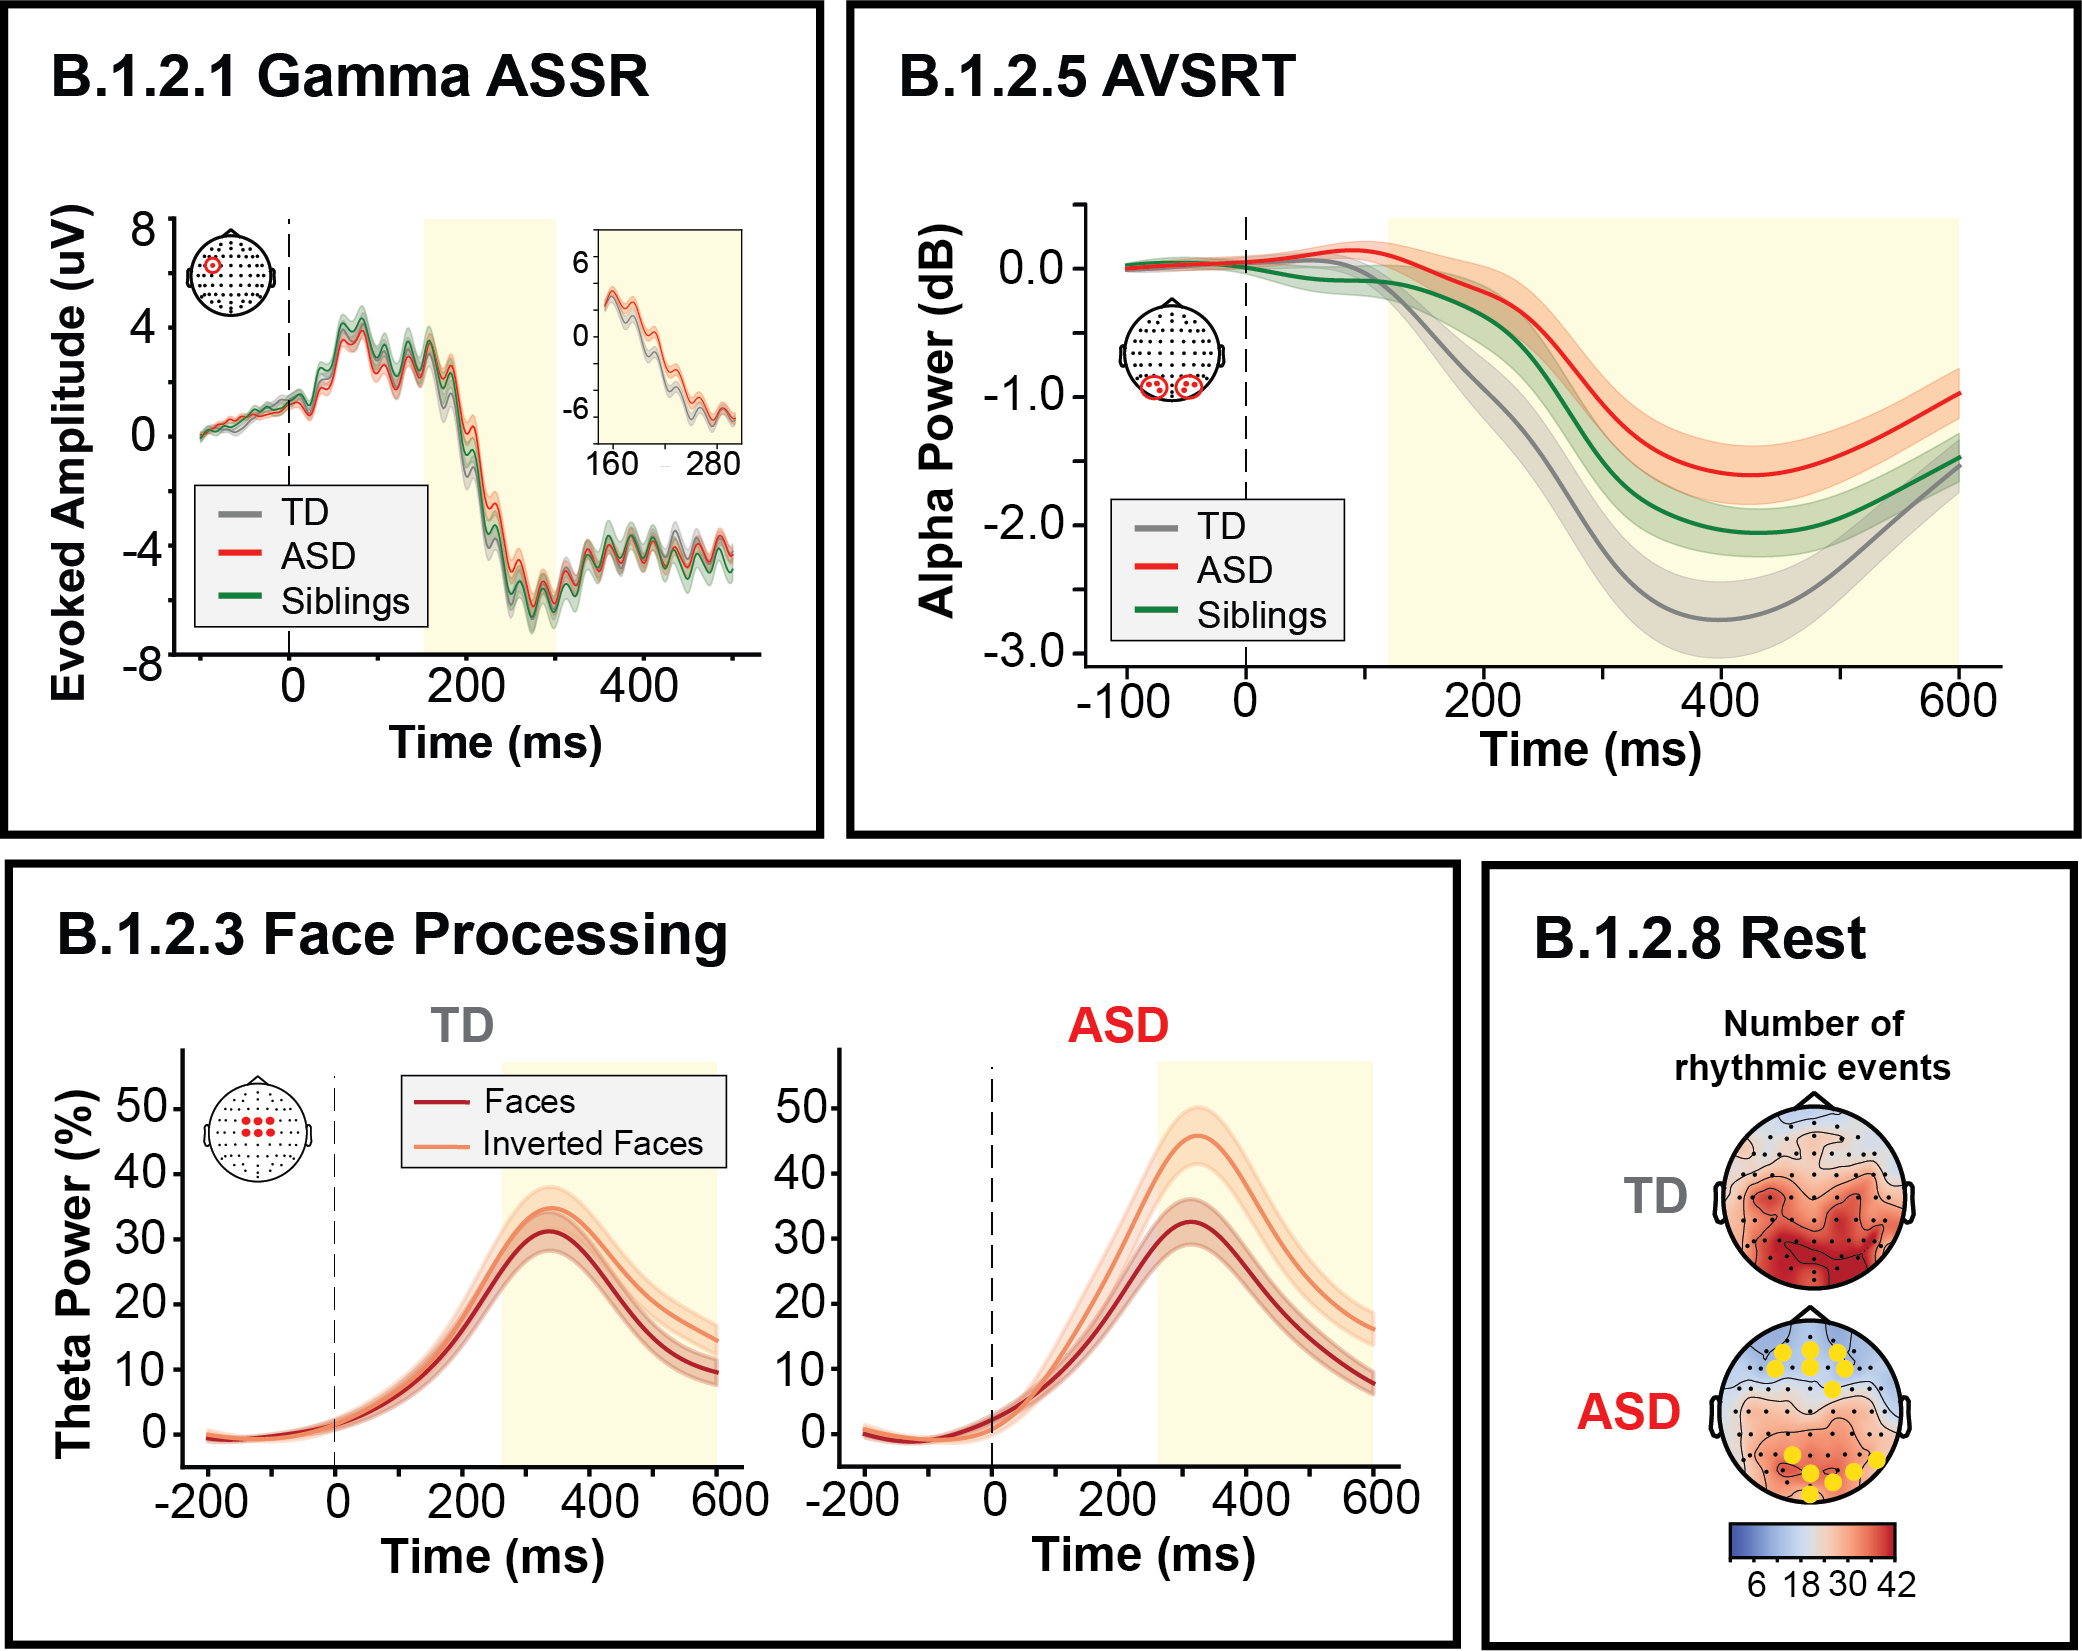 B.1.2.1 Gamma ASSR
Evoked Amplitude (uV)
8
4
0
-4
-8
6
0
-6
160
280
TD
ASD
Siblings
0
200
400
Time (ms)
B.1.2.5 AVSRT
Alpha Power (dB)
0.0
-1.0
-2.0
-3.0
TD
ASD
Siblings
-100
0
200
400
600
Time (ms)
B.1.2.3 Face Processing
TD
Theta Power (%)
50
40
30
20
10
0
Faces
Inverted Faces
-200
0
200
400
600
Time (ms)
ASD
50
40
30
20
10
0
-200
0
200
400
600
Time (ms)
B.1.2.8 Rest
Number of
rhythmic events
TD
ASD
6 18 30 42